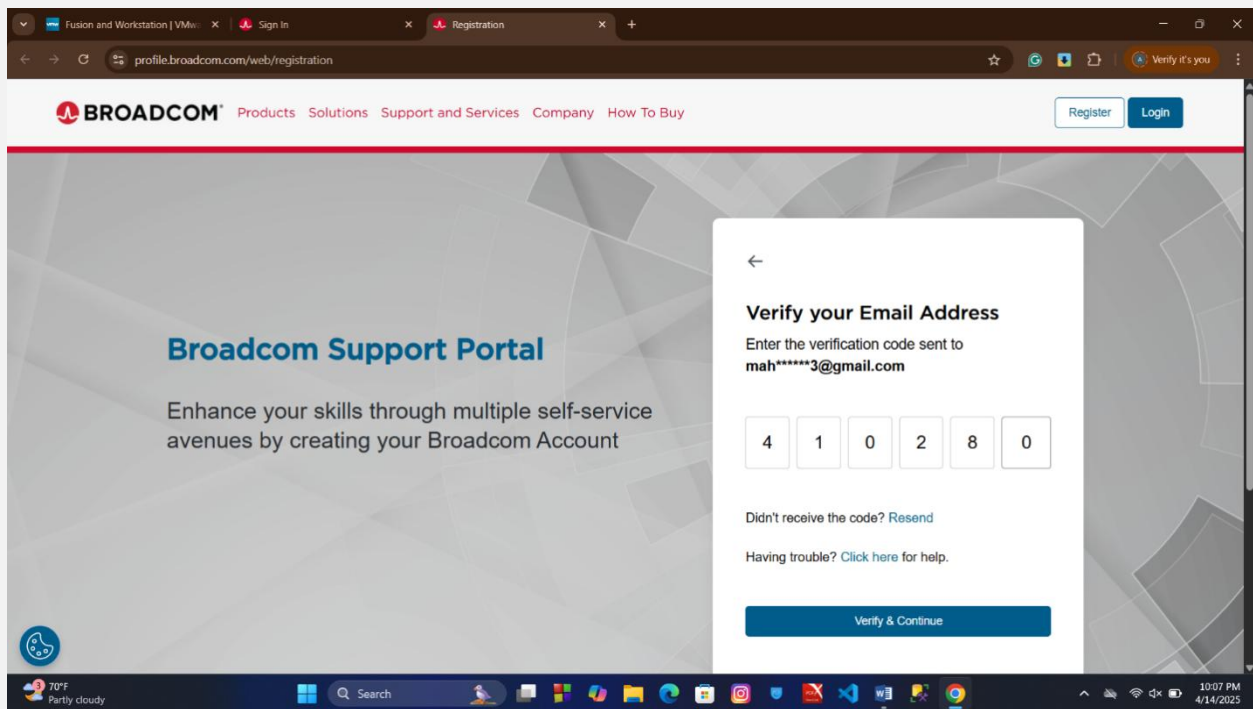 Fusion and Workstation | VMwa
Sign In
Registration
profile.broadcom.com/web/registration
Verify it's you
BROADCOM
Products Solutions Support and Services Company How To Buy
Register
Login
Broadcom Support Portal
Enhance your skills through multiple self-service
avenues by creating your Broadcom Account
Verify your Email Address
Enter the verification code sent to
mah******3@gmail.com
4 1 0 2 8 0
Didn't receive the code? Resend
Having trouble? Click here for help.
Verify & Continue
3
70°F
Partly cloudy
Search
10:07 PM
4/14/2025